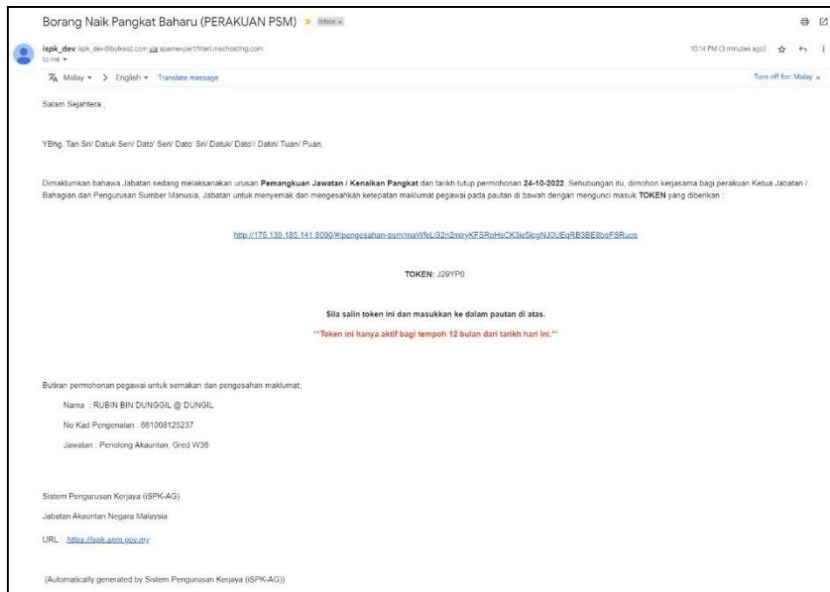 Borang Naik Pangkat Baharu (PERAKUAN PSM) Inbox x
ispk_dev ispk_dev@bulksoz.com via spamexpertfilteri.mschosting.com
10:14 PM (3 minutes ago)
to me
Malay > English Translate message
Turn off for: Malay x
Salam Sejahtera ,
YBhg. Tan Sri/ Datuk Seri/ Dato' Seri/ Dato' Sri/ Datuk/ Dato'/ Datin/ Tuan/ Puan,
Dimaklumkan bahawa Jabatan sedang melaksanakan urusan Pemangkuan Jawatan / Kenaikan Pangkat dan tarikh tutup permohonan 24-10-2022. Sehubungan itu, dimohon kerjasama bagi perakuan Ketua Jabatan /
Bahagian dan Pengurusan Sumber Manusia, Jabatan untuk menyemak dan mengesahkan ketepatan maklumat pegawai pada pautan di bawah dengan mengunci masuk TOKEN yang diberikan :
TOKEN: J29YP0
Sila salin token ini dan masukkan ke dalam pautan di atas.
**Token ini hanya aktif bagi tempoh 12 bulan dari tarikh hari ini.**
Butiran permohonan pegawai untuk semakan dan pengesahan maklumat;
Nama : RUBIN BIN DUNGGIL @ DUNGIL
No Kad Pengenalan : 661008125237
Jawatan : Penolong Akauntan, Gred W36
Sistem Pengurusan Kerjaya (iSPK-AG)
Jabatan Akauntan Negara Malaysia
URL : https://ispk.anm.gov.my
(Automatically generated by Sistem Pengurusan Kerjaya (iSPK-AG))